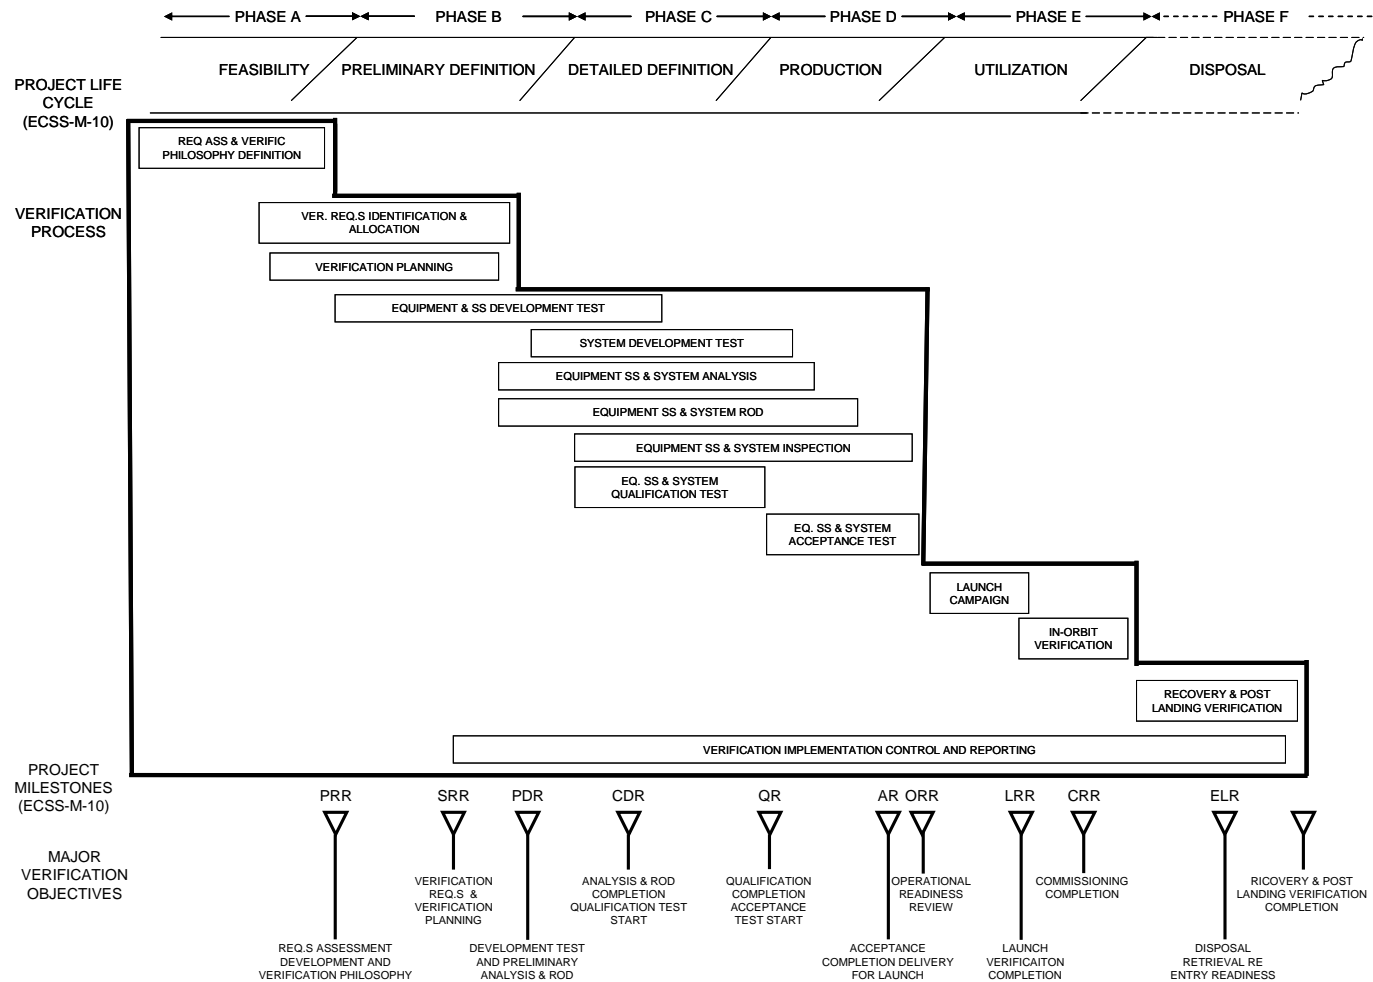 PHASE A
PHASE B
PHASE C
PHASE D
PHASE E
PHASE F
FEASIBILITY
PRELIMINARY DEFINITION
DETAILED DEFINITION
PRODUCTION
UTILIZATION
DISPOSAL
PROJECT LIFE
CYCLE
(ECSS-M-10)
REQ ASS & VERIFIC
PHILOSOPHY DEFINITION
VERIFICATION
PROCESS
VER. REQ.S IDENTIFICATION &
ALLOCATION
VERIFICATION PLANNING
EQUIPMENT & SS DEVELOPMENT TEST
SYSTEM DEVELOPMENT TEST
EQUIPMENT SS & SYSTEM ANALYSIS
EQUIPMENT SS & SYSTEM ROD
EQUIPMENT SS & SYSTEM INSPECTION
EQ. SS & SYSTEM
QUALIFICATION TEST
EQ. SS & SYSTEM
ACCEPTANCE TEST
LAUNCH
CAMPAIGN
IN-ORBIT
VERIFICATION
RECOVERY & POST
LANDING VERIFICATION
VERIFICATION IMPLEMENTATION CONTROL AND REPORTING
PROJECT
MILESTONES
(ECSS-M-10)
PRR
SRR
PDR
CDR
QR
AR
ORR
LRR
CRR
ELR
MAJOR
VERIFICATION
OBJECTIVES
VERIFICATION
REQ.S &
VERIFICATION
PLANNING
ANALYSIS & ROD
COMPLETION
QUALIFICATION TEST
START
QUALIFICATION
COMPLETION
ACCEPTANCE
TEST START
OPERATIONAL
READINESS
REVIEW
COMMISSIONING
COMPLETION
RICOVERY & POST
LANDING VERIFICATION
COMPLETION
REQ.S ASSESSMENT
DEVELOPMENT AND
VERIFICATION PHILOSOPHY
DEVELOPMENT TEST
AND PRELIMINARY
ANALYSIS & ROD
ACCEPTANCE
COMPLETION DELIVERY
FOR LAUNCH
LAUNCH
VERIFICAITON
COMPLETION
DISPOSAL
RETRIEVAL RE
ENTRY READINESS